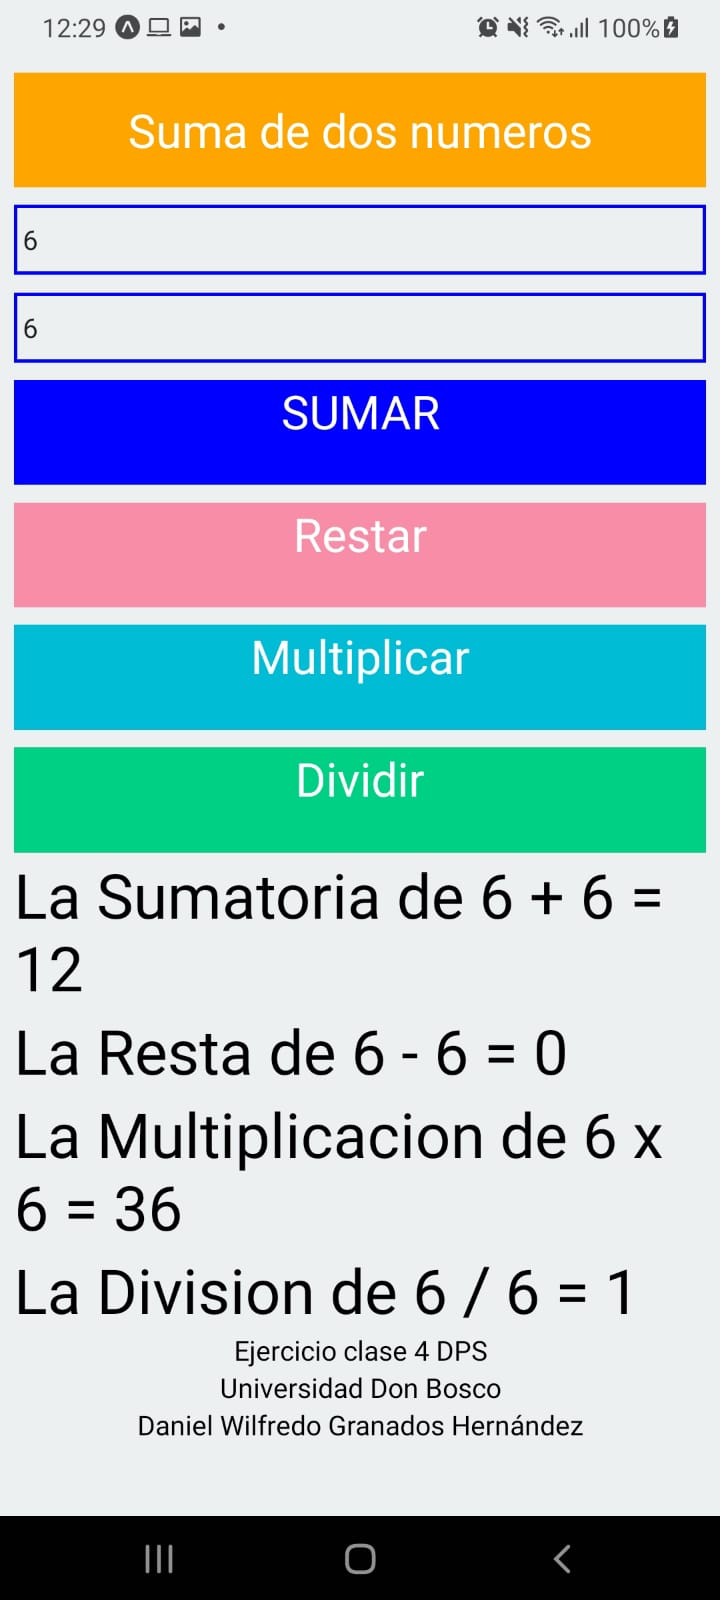 12:29
100%
Suma de dos numeros
6
6
SUMAR
Restar
Multiplicar
Dividir
La Sumatoria de 6 + 6 =
12
La Resta de 6 - 6 = 0
La Multiplicacion de 6 x
6 = 36
La Division de 6 / 6 = 1
Ejercicio clase 4 DPS
Universidad Don Bosco
Daniel Wilfredo Granados Hernández